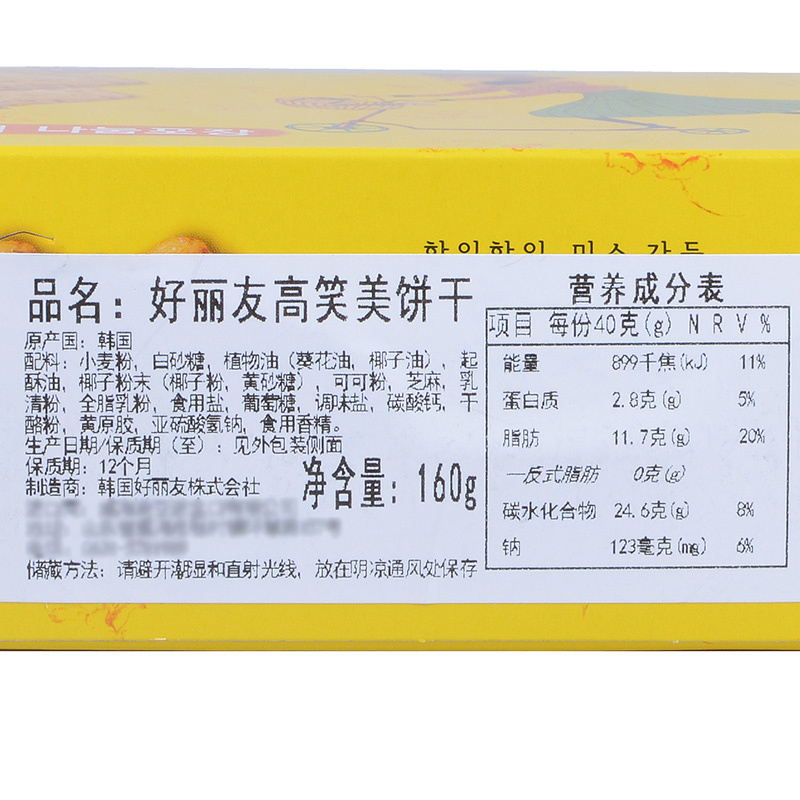 품명：好丽友高笑美饼干
原产国：韩国
配料：小麦粉，白砂糖，植物油（葵花油，椰子油），起
酥油，椰子粉末（椰子粉，黄砂糖），可可粉，芝麻，乳
清粉，全脂乳粉，食用盐，葡萄糖，调味盐，碳酸钙，干
酪粉，黄原胶，亚硫酸氢钠，食用香精。
生产日期/保质期（至）：见外包装侧面
保质期：12个月
制造商：韩国好丽友株式会社
净含量：160g
储藏方法：请避开潮湿和直射光线，放在阴凉通风处保存
营养成分表
项目 每份40克(g) NRV%
能量 899千焦(kJ) 11%
蛋白质 2.8克(g) 5%
脂肪 11.7克(g) 20%
—反式脂肪 0克(g)
碳水化合物 24.6克(g) 8%
钠 123毫克(mg) 6%